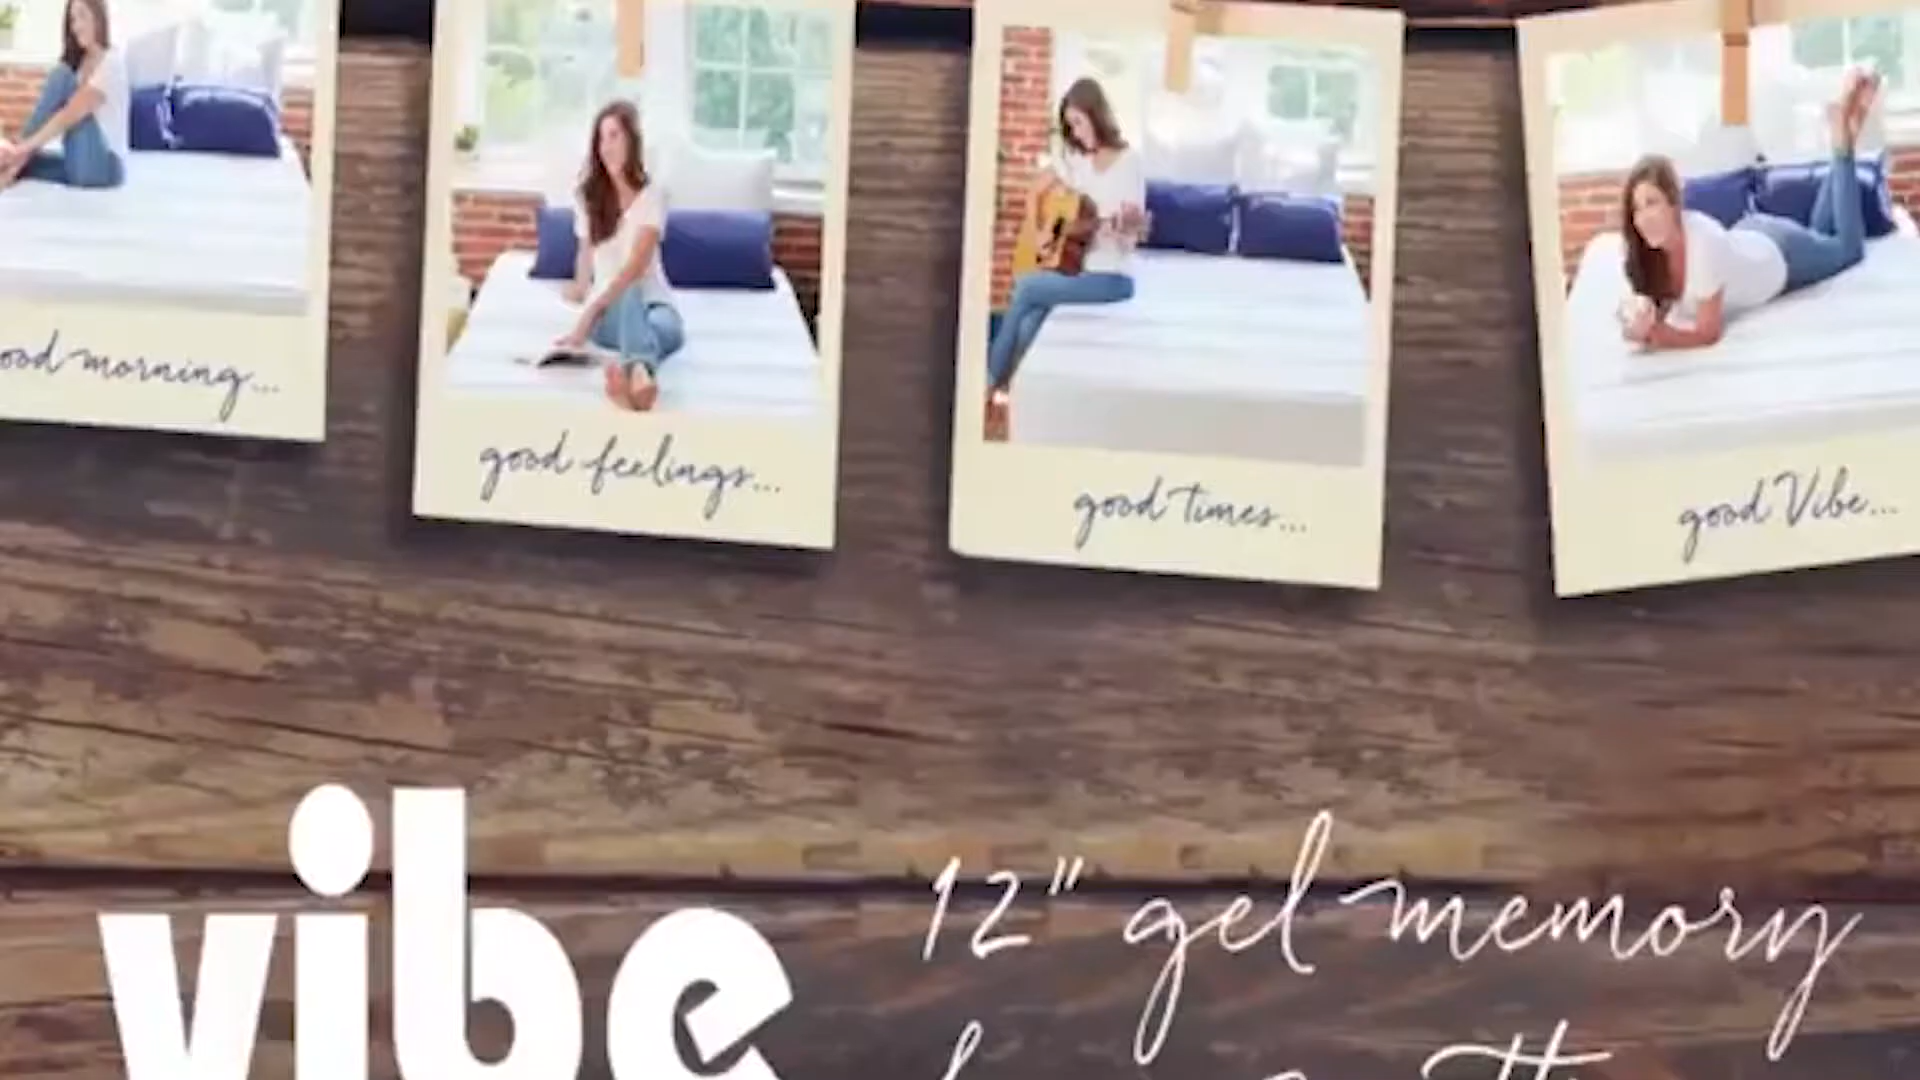 ood morning...
good feelings...
good times...
good Vibe...
vibe
12" gel memory